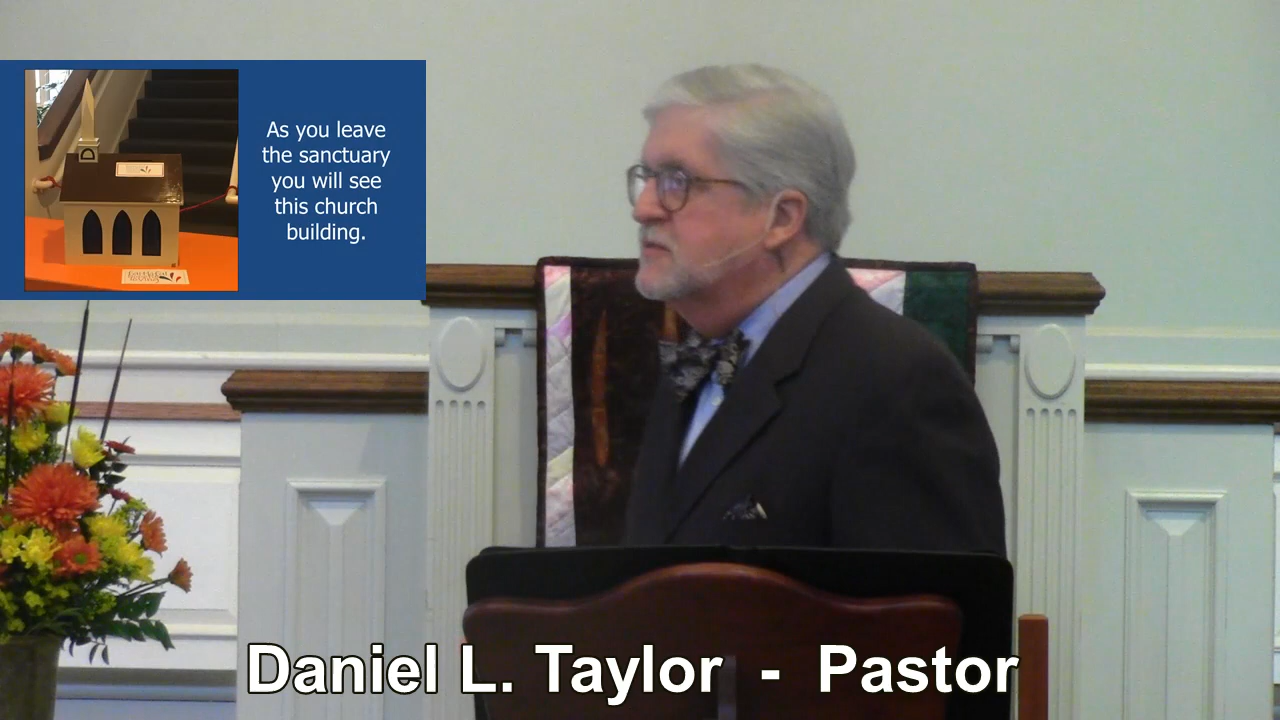 As you leave
the sanctuary
you will see
this church
building.
Daniel L. Taylor - Pastor